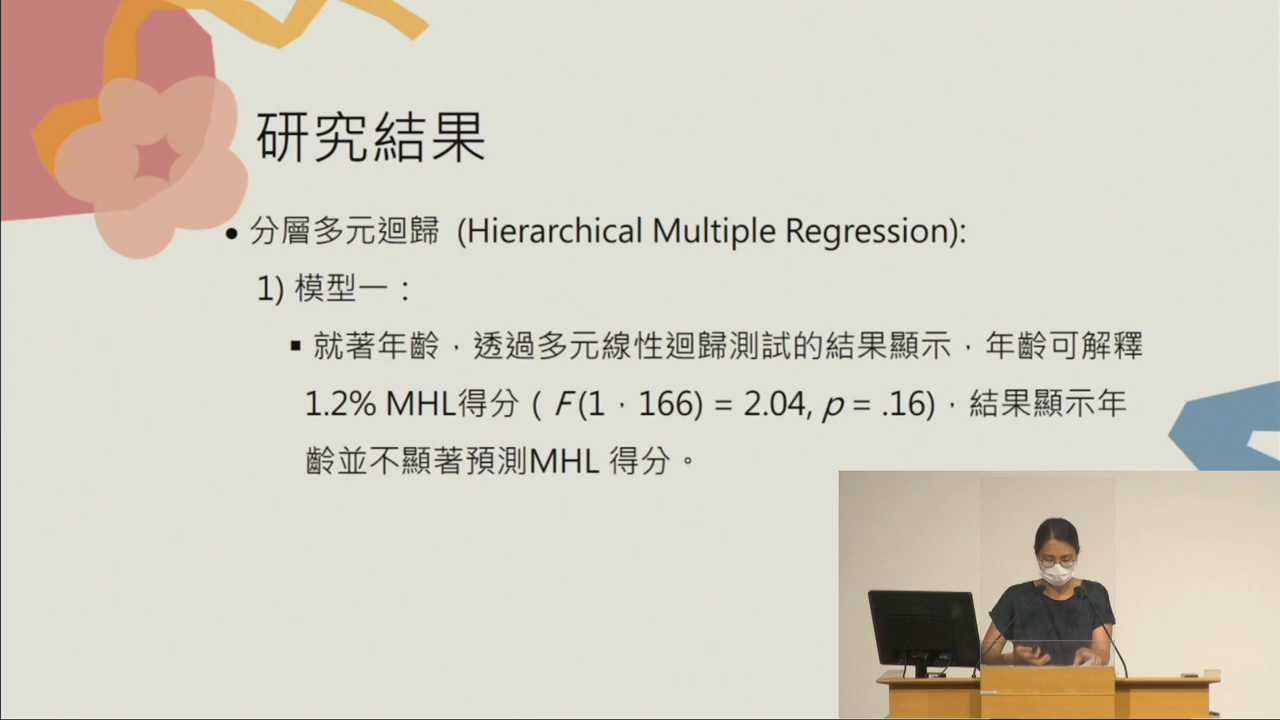 研究結果
• 分層多元迴歸 (Hierarchical Multiple Regression):
1) 模型一：
▪ 就著年齡，透過多元線性迴歸測試的結果顯示，年齡可解釋
1.2% MHL得分 ( F (1，166) = 2.04, p = .16)，結果顯示年
齡並不顯著預測MHL 得分。